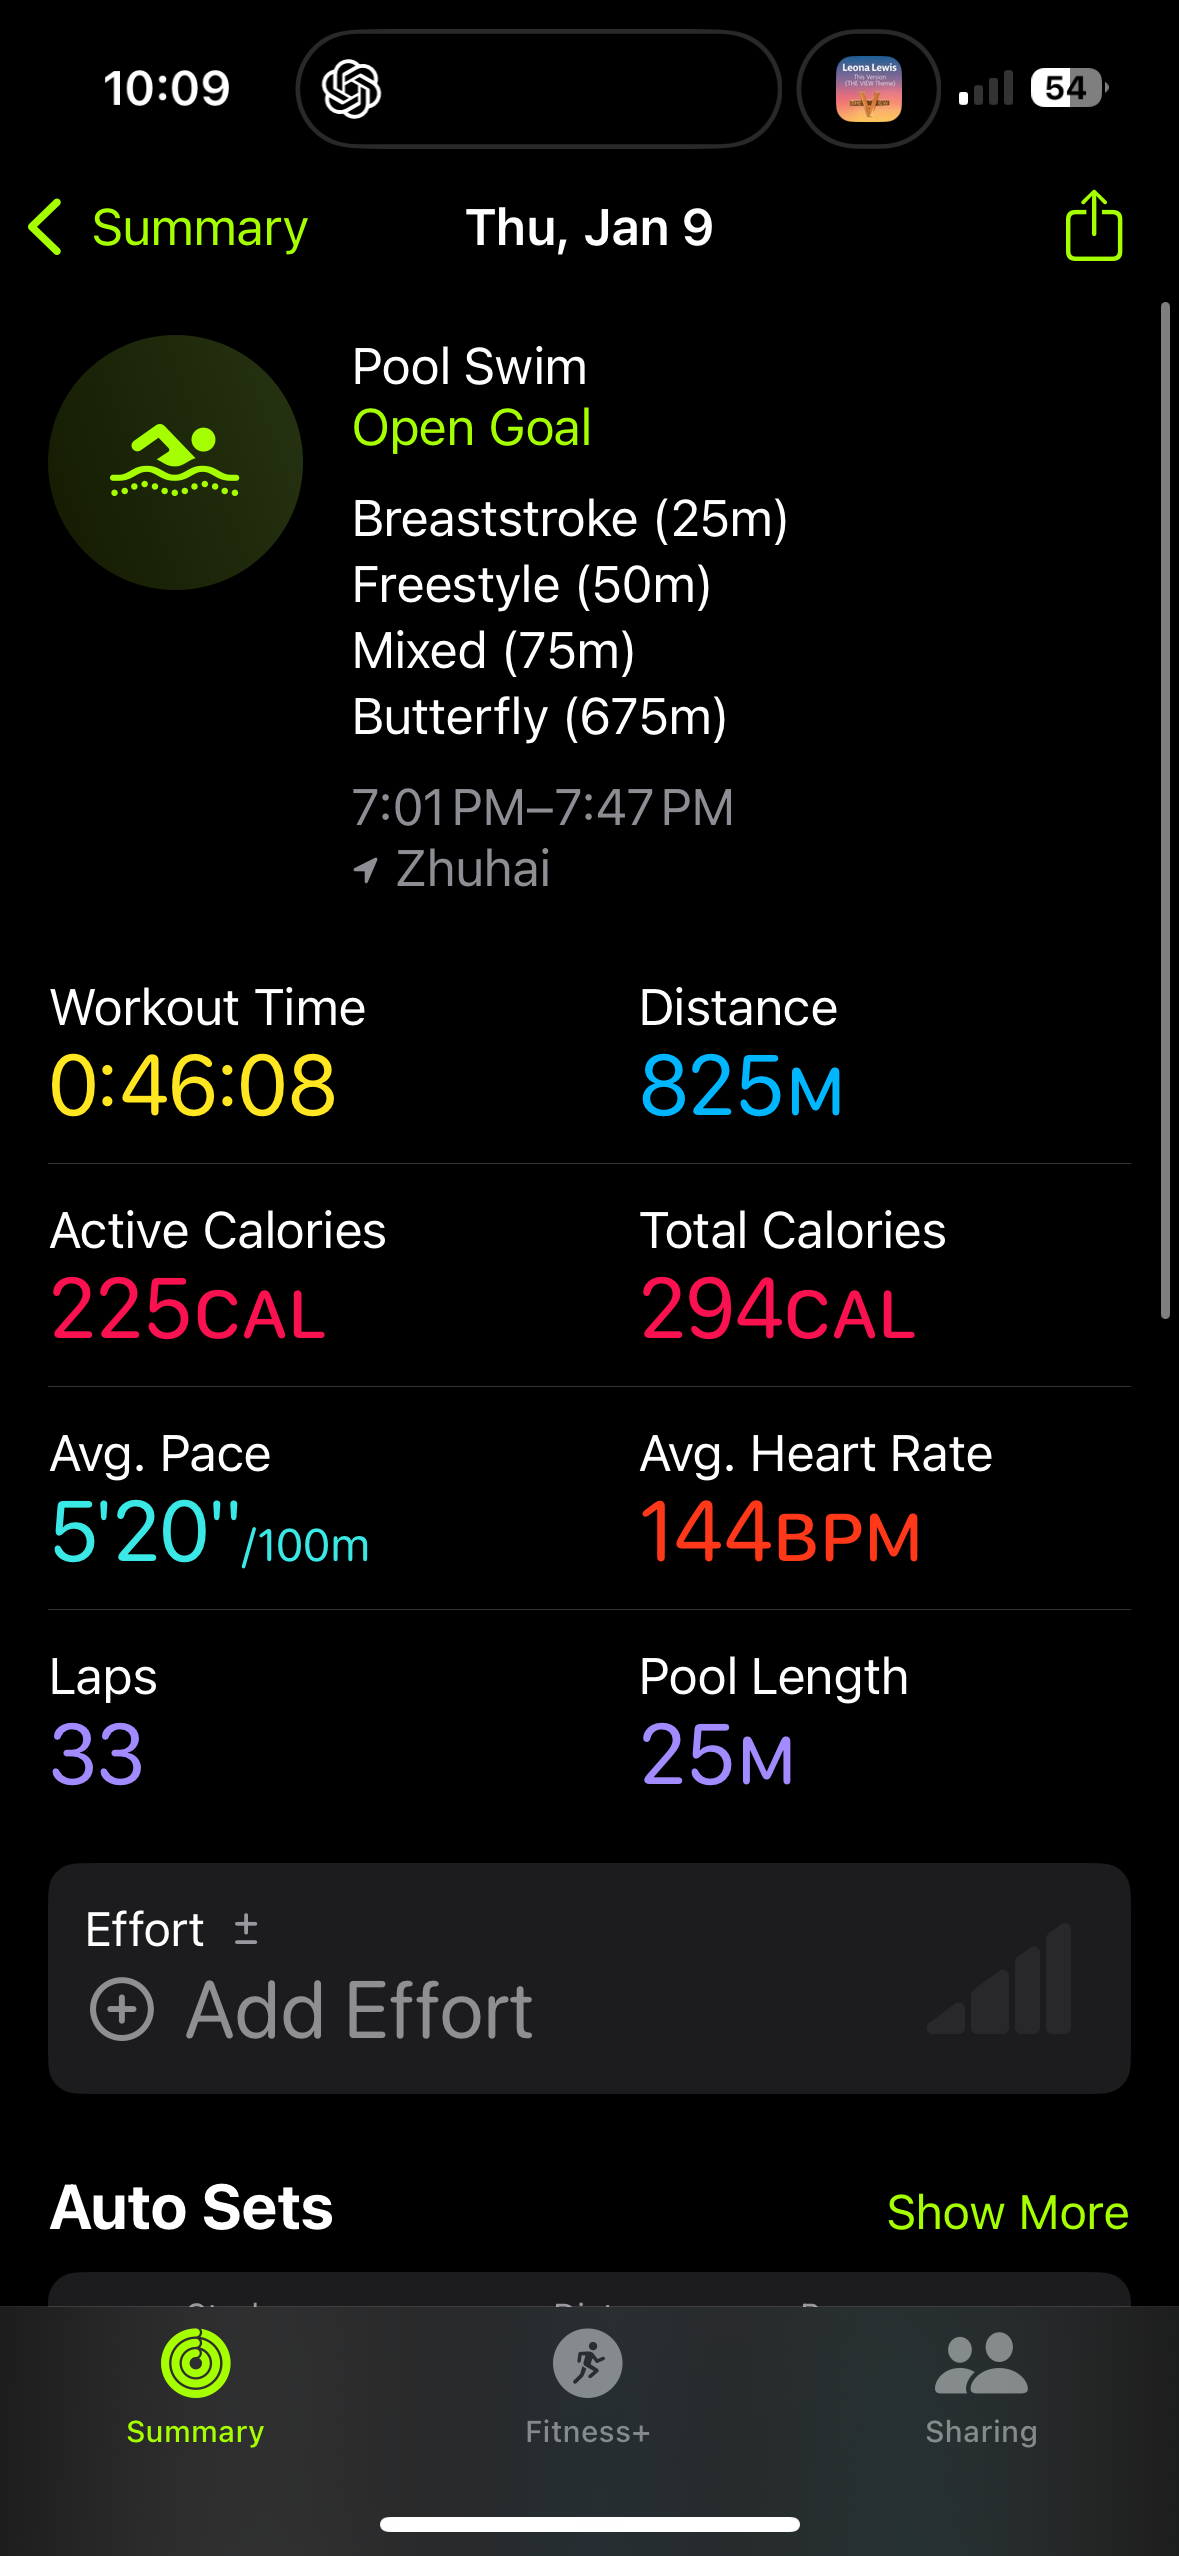 10:09
Leona Lewis
54
Summary
Thu, Jan 9
Pool Swim
Open Goal
Breaststroke (25m)
Freestyle (50m)
Mixed (75m)
Butterfly (675m)
7:01 PM–7:47 PM
Zhuhai
Workout Time
Distance
0:46:08
825M
Active Calories
Total Calories
225CAL
294CAL
Avg. Pace
Avg. Heart Rate
5'20''/100m
144BPM
Laps
Pool Length
33
25M
Effort ±
Add Effort
Auto Sets
Show More
Summary
Fitness+
Sharing